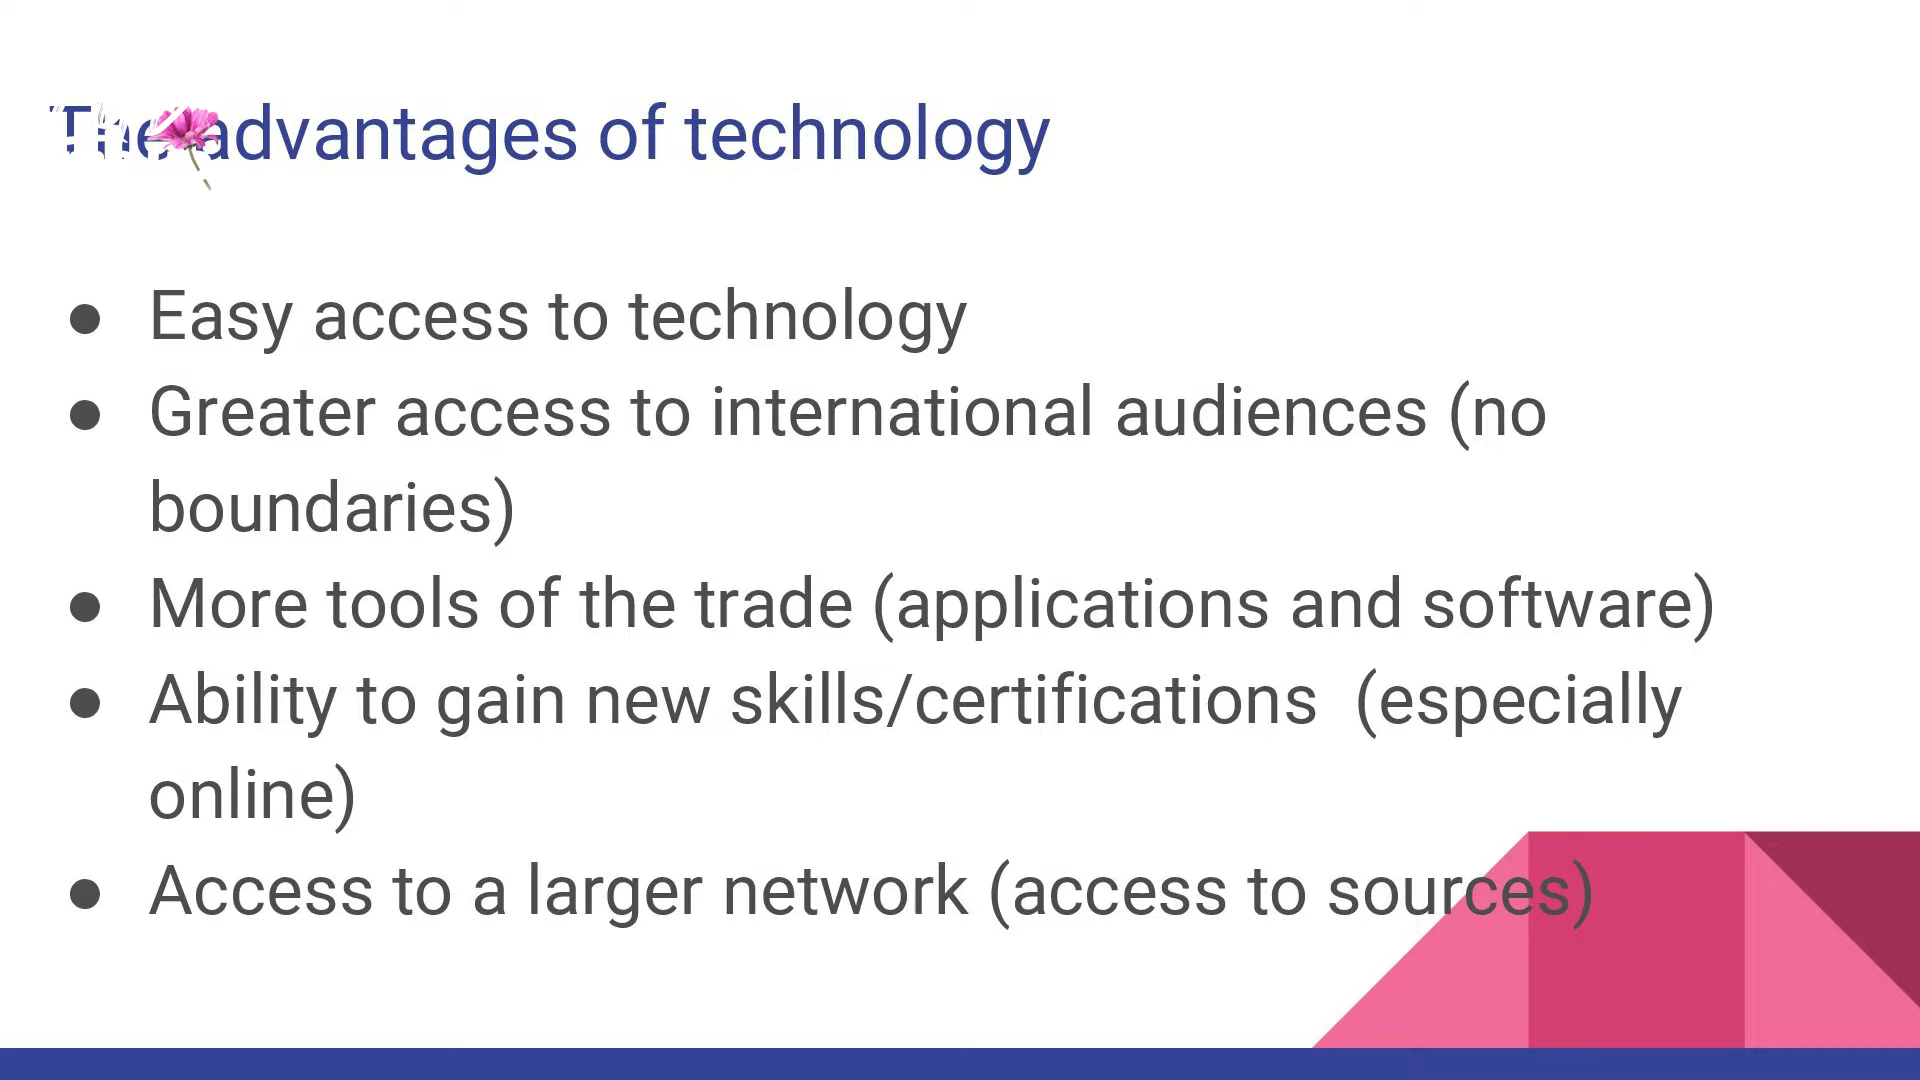 The advantages of technology
● Easy access to technology
● Greater access to international audiences (no
boundaries)
● More tools of the trade (applications and software)
● Ability to gain new skills/certifications  (especially
online)
● Access to a larger network (access to sources)